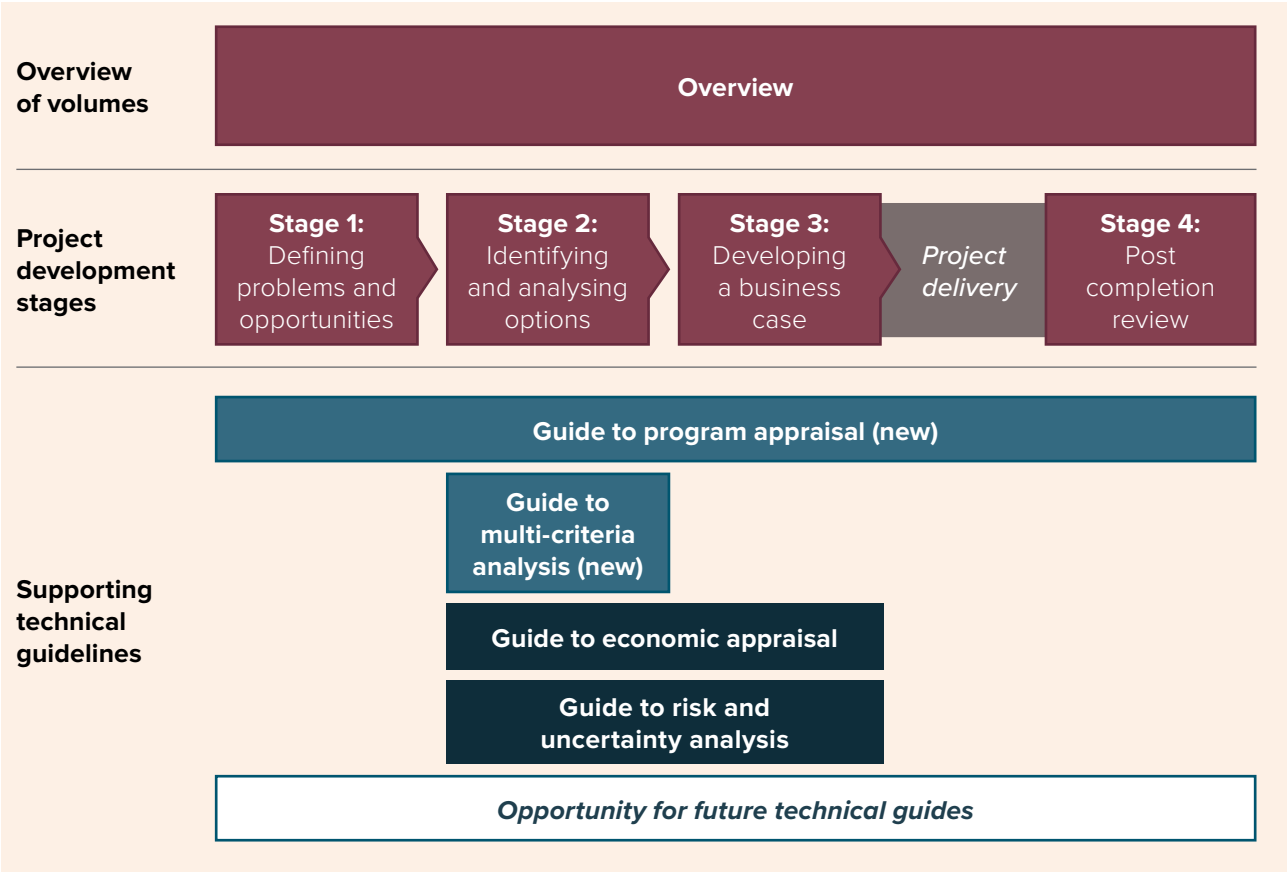 Overview
of volumes
Overview
Project
development
stages
Stage 1:
Defining
problems and
opportunities
Stage 2:
Identifying
and analysing
options
Stage 3:
Developing
a business
case
Project
delivery
Stage 4:
Post
completion
review
Supporting
technical
guidelines
Guide to program appraisal (new)
Guide to
multi-criteria
analysis (new)
Guide to economic appraisal
Guide to risk and
uncertainty analysis
Opportunity for future technical guides